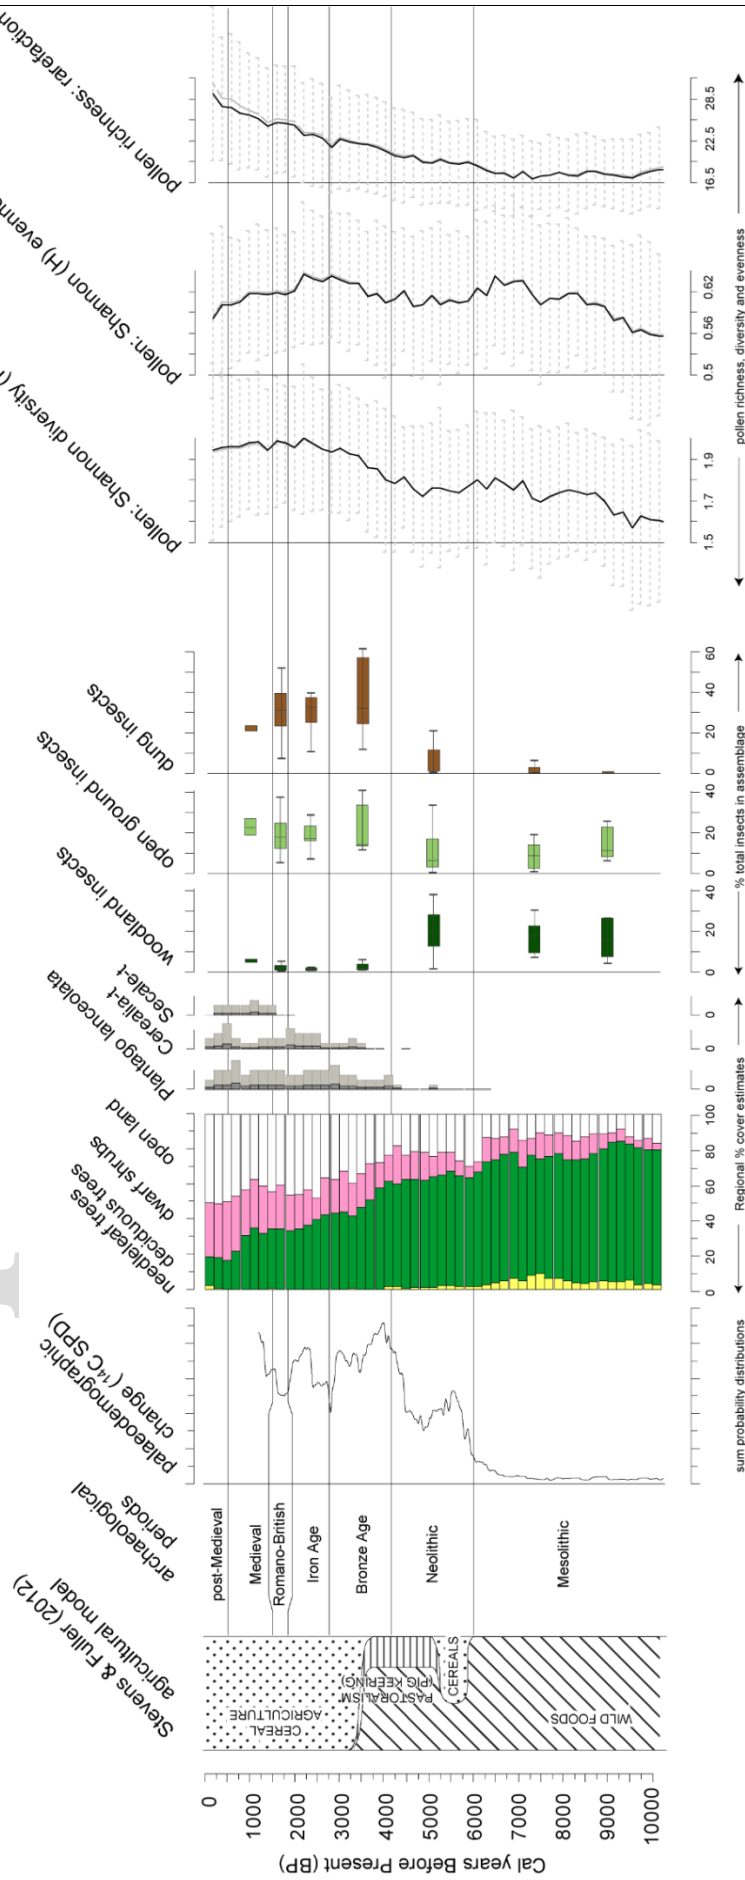 pollen richness: rarefaction
pollen: Shannon (H) evenne
pollen: Shannon diversity (
dung insects
open ground insects
woodland insects
Secale-t
Cerealia-t
Plantago lanceolata
open land
dwarf shrubs
deciduous trees
needleleaf trees
palaeodemographic
change (¹⁴C SPD)
archaeological
periods
Stevens & Fuller (2012)
agricultural model
16.5 22.5 28.5
0.5 0.56 0.62
1.5 1.7 1.9
pollen richness, diversity and evenness
0 20 40 60
0 20 40
0 20 40
% total insects in assemblage
0
0
0
0 20 40 60 80 100
Regional % cover estimates
sum probability distributions
post-Medieval
Medieval
Romano-British
Iron Age
Bronze Age
Neolithic
Mesolithic
CEREAL
AGRICULTURE
PASTORALISM
(PIG KEERING)
CEREALS
WILD FOODS
0 1000 2000 3000 4000 5000 6000 7000 8000 9000 10000
Cal years Before Present (BP)